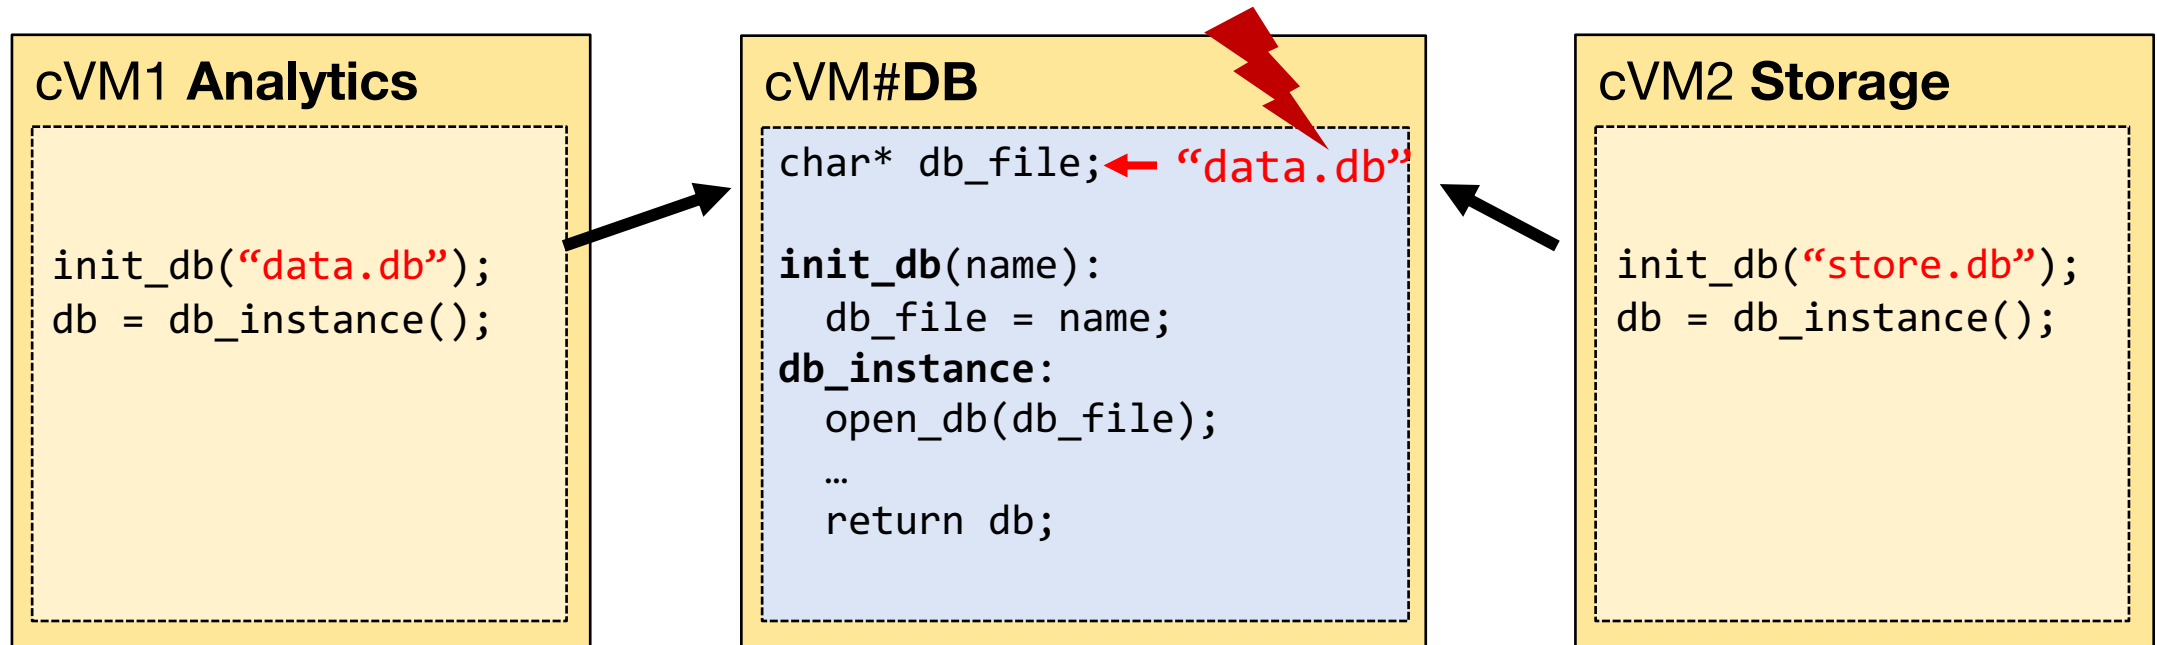 cVM1 Analytics
init_db(“data.db”);
db = db_instance();
cVM#DB
char* db_file; “data.db”
init_db(name):
db_file = name;
db_instance:
open_db(db_file);
…
return db;
cVM2 Storage
init_db(“store.db”);
db = db_instance();